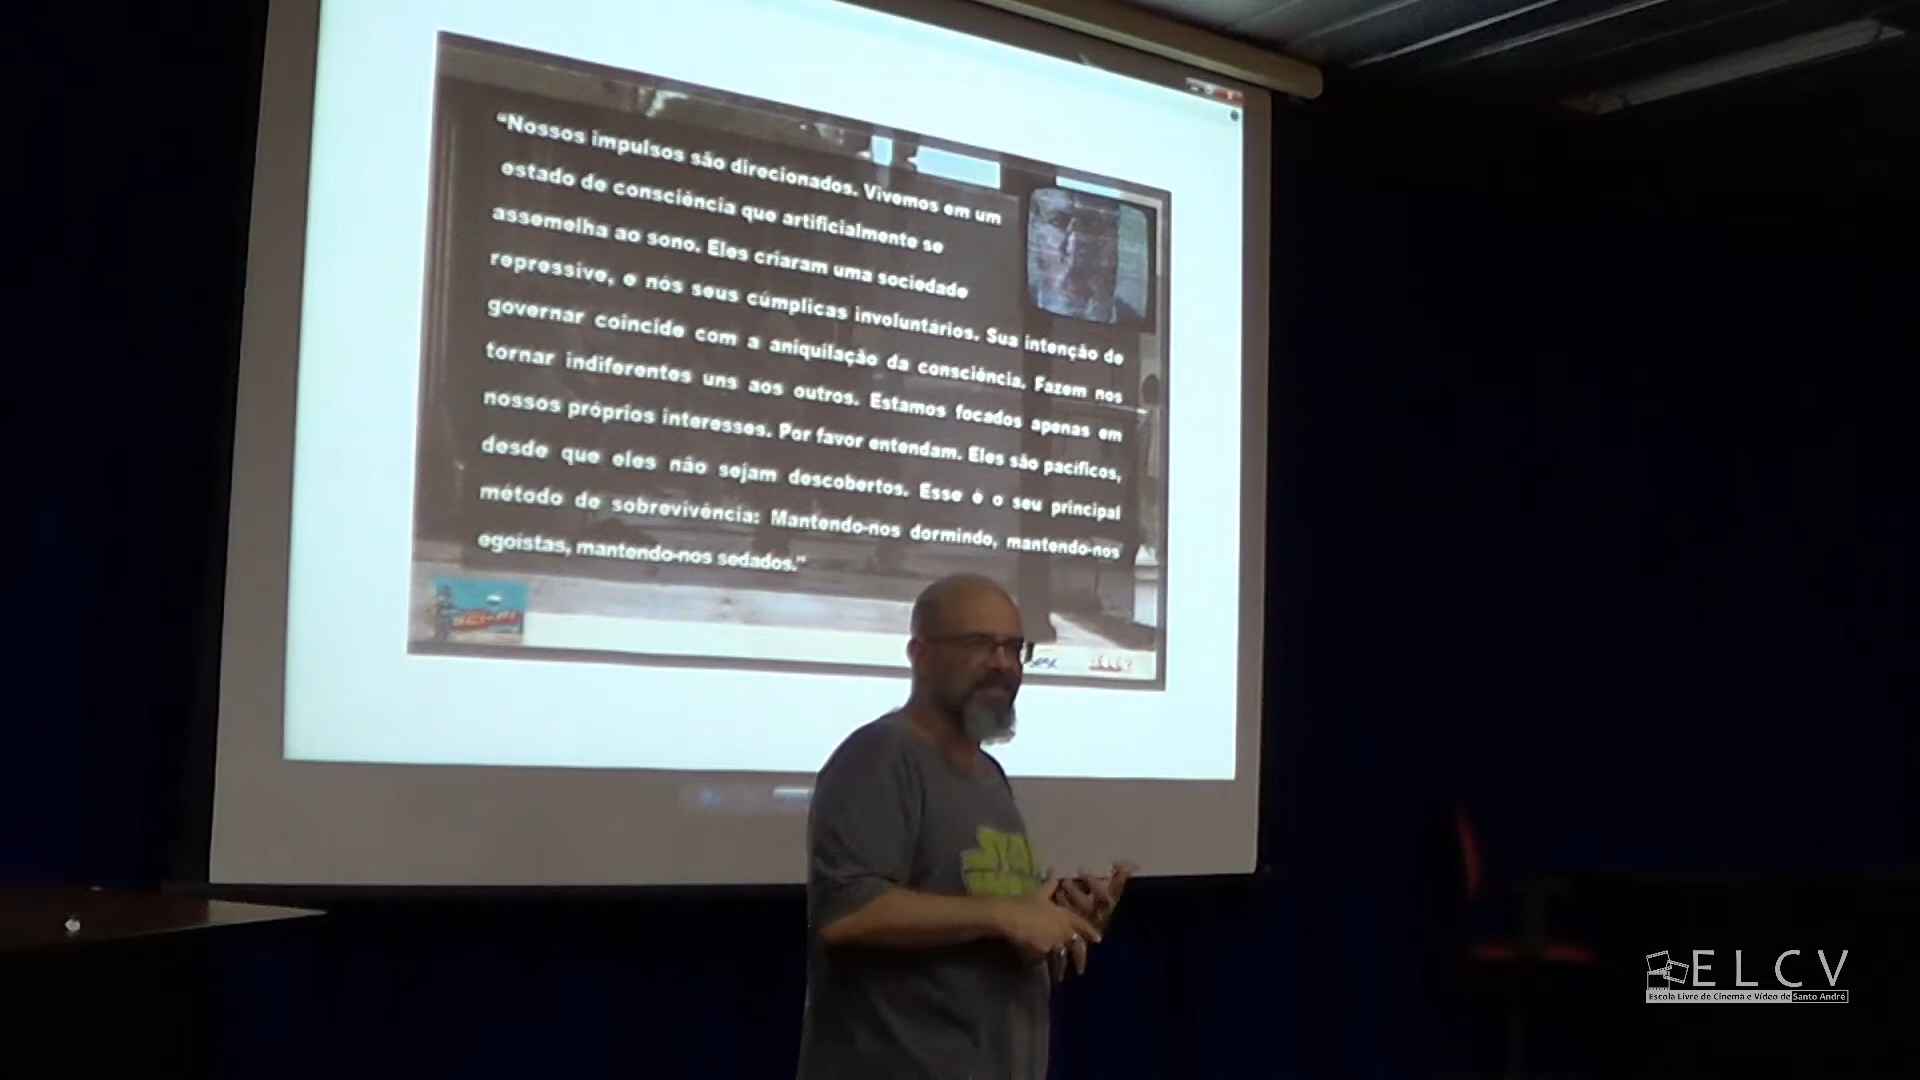 “Nossos impulsos são direcionados. Vivemos em um
estado de consciência que artificialmente se
assemelha ao sono. Eles criaram uma sociedade
repressive, e nós seus cúmplicas involuntários. Sua intenção de
governar coincide com a aniquilação da consciência. Fazem nos
tornar indiferentes uns aos outros. Estamos focados apenas em
nossos próprios interesses. Por favor entendam. Eles são pacíficos,
desde que eles não sejam descobertos. Esse é o seu principal
método de sobrevivência: Mantendo-nos dormindo, mantendo-nos
egoístas, mantendo-nos sedados.”
SCI-FI
ELCV
ELCV
Escola Livre de Cinema e Vídeo de Santo André